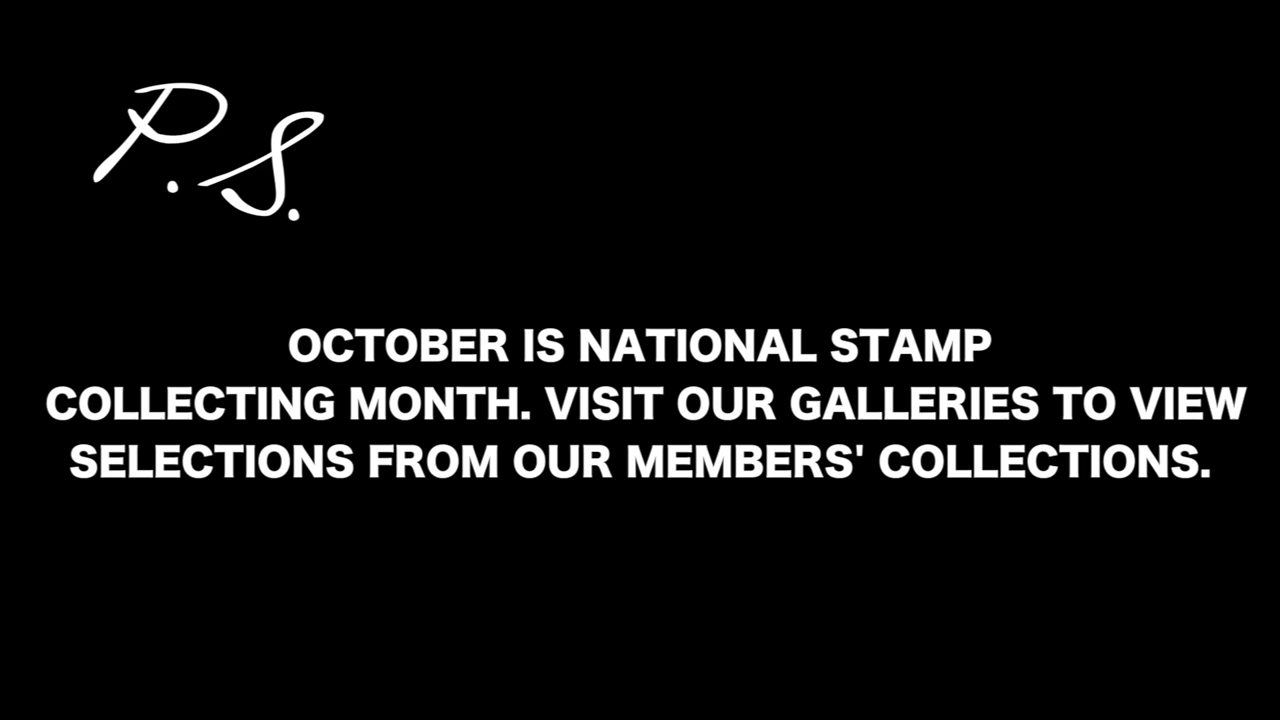 P.S.
OCTOBER IS NATIONAL STAMP
COLLECTING MONTH. VISIT OUR GALLERIES TO VIEW
SELECTIONS FROM OUR MEMBERS' COLLECTIONS.